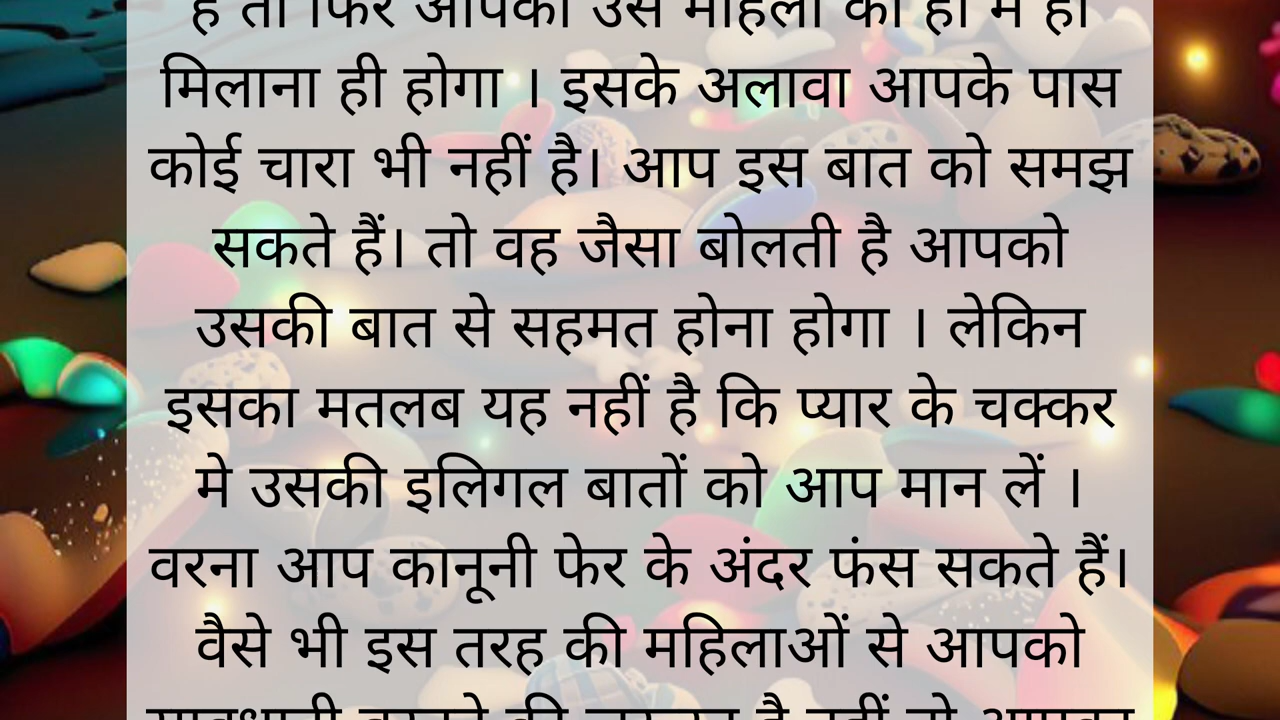 है तो फिर आपको उस महिला की हां में हां
मिलाना ही होगा । इसके अलावा आपके पास
कोई चारा भी नहीं है। आप इस बात को समझ
सकते हैं। तो वह जैसा बोलती है आपको
उसकी बात से सहमत होना होगा । लेकिन
इसका मतलब यह नहीं है कि प्यार के चक्कर
मे उसकी इलिगल बातों को आप मान लें ।
वरना आप कानूनी फेर के अंदर फंस सकते हैं।
वैसे भी इस तरह की महिलाओं से आपको